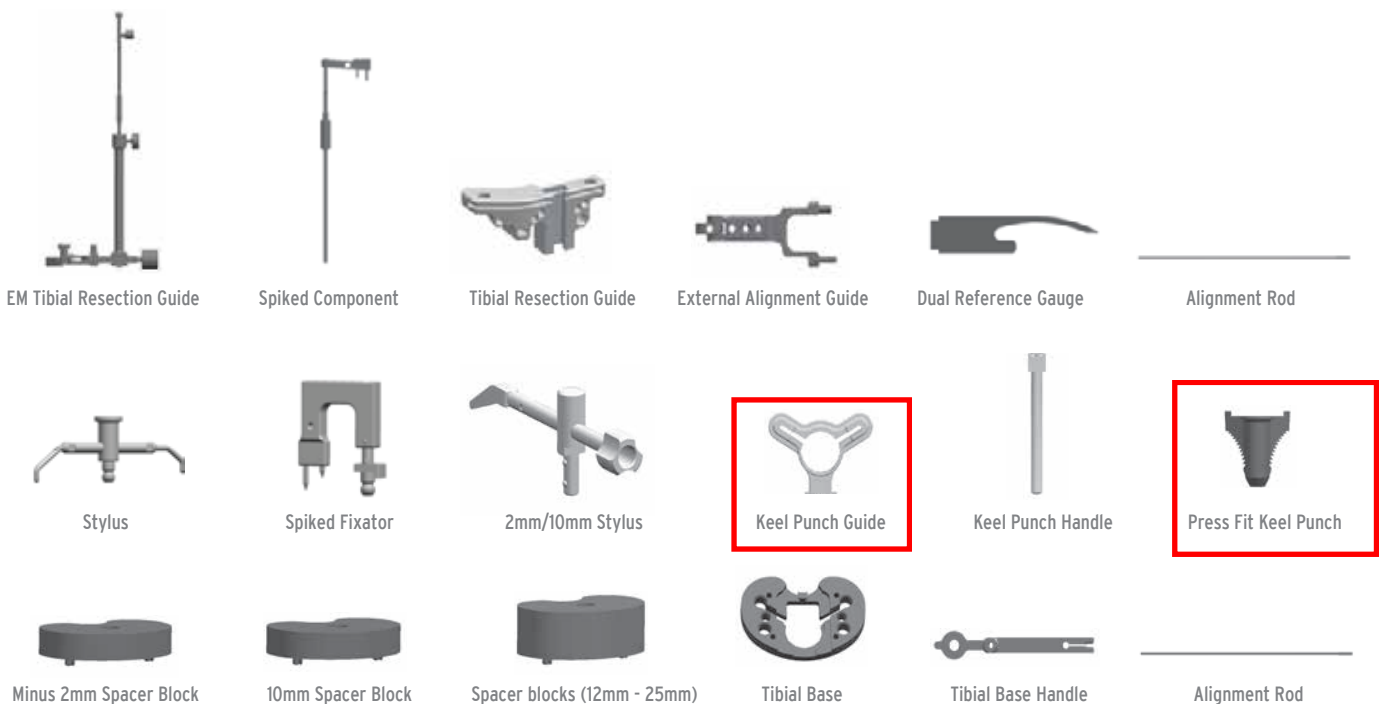 EM Tibial Resection Guide
Spiked Component
Tibial Resection Guide
External Alignment Guide
Dual Reference Gauge
Alignment Rod
Stylus
Spiked Fixator
2mm/10mm Stylus
Keel Punch Guide
Keel Punch Handle
Press Fit Keel Punch
Minus 2mm Spacer Block
10mm Spacer Block
Spacer blocks (12mm - 25mm)
Tibial Base
Tibial Base Handle
Alignment Rod